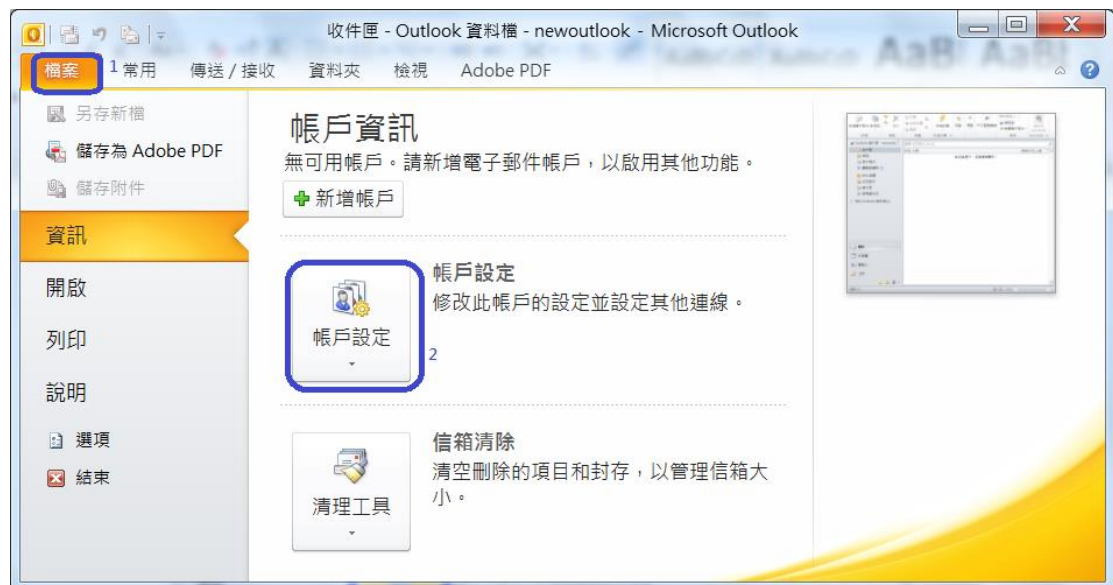 收件匣 - Outlook 資料檔 - newoutlook - Microsoft Outlook
檔案 1 常用 傳送 / 接收 資料夾 檢視 Adobe PDF
另存新檔
儲存為 Adobe PDF
儲存附件
資訊
開啟
列印
說明
選項
結束
帳戶資訊
無可用帳戶。請新增電子郵件帳戶，以啟用其他功能。
新增帳戶
帳戶設定
2
帳戶設定
修改此帳戶的設定並設定其他連線。
清理工具
信箱清除
清空刪除的項目和封存，以管理信箱大
小。